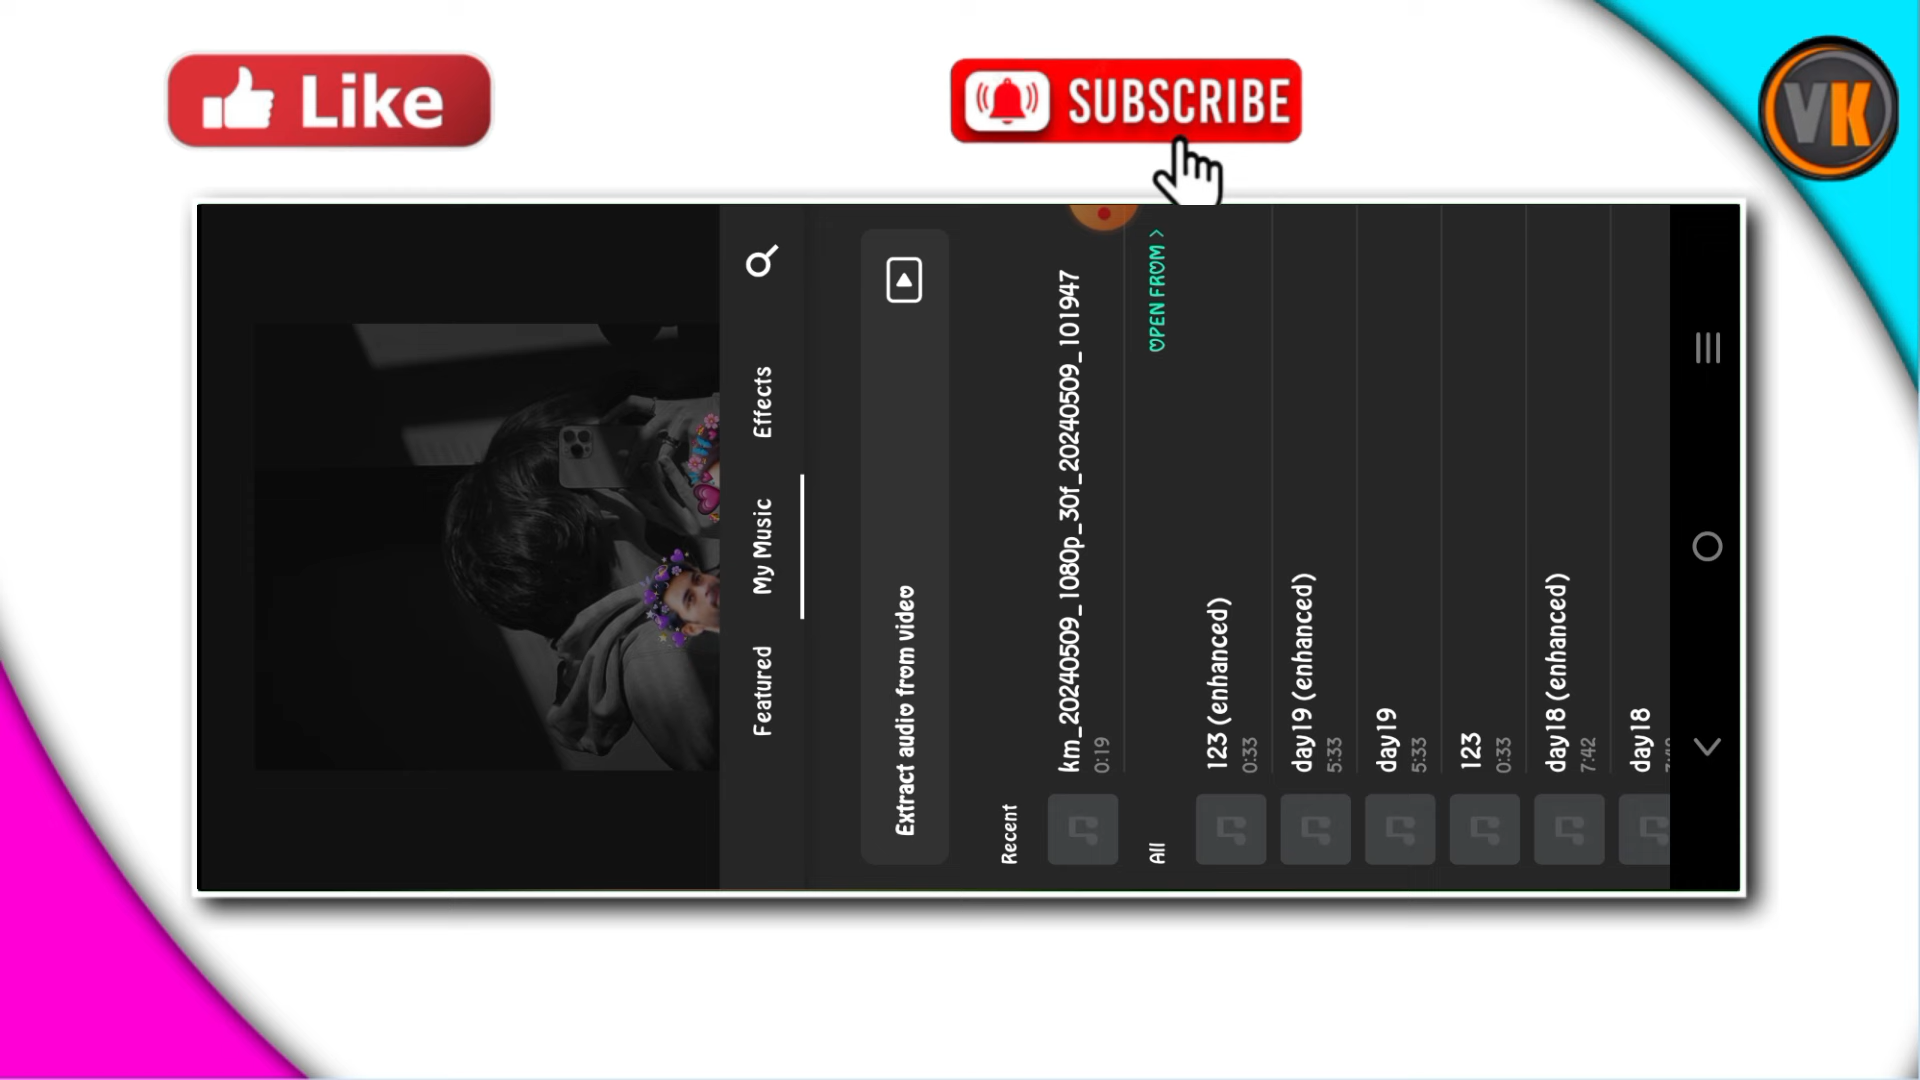 Like
SUBSCRIBE
VK
Featured
My Music
Effects
Extract audio from video
Recent
km_20240509_1080p_30f_20240509_101947
0:19
All
OPEN FROM >
123 (enhanced)
0:33
day19 (enhanced)
5:33
day19
5:33
123
0:33
day18 (enhanced)
7:42
day18